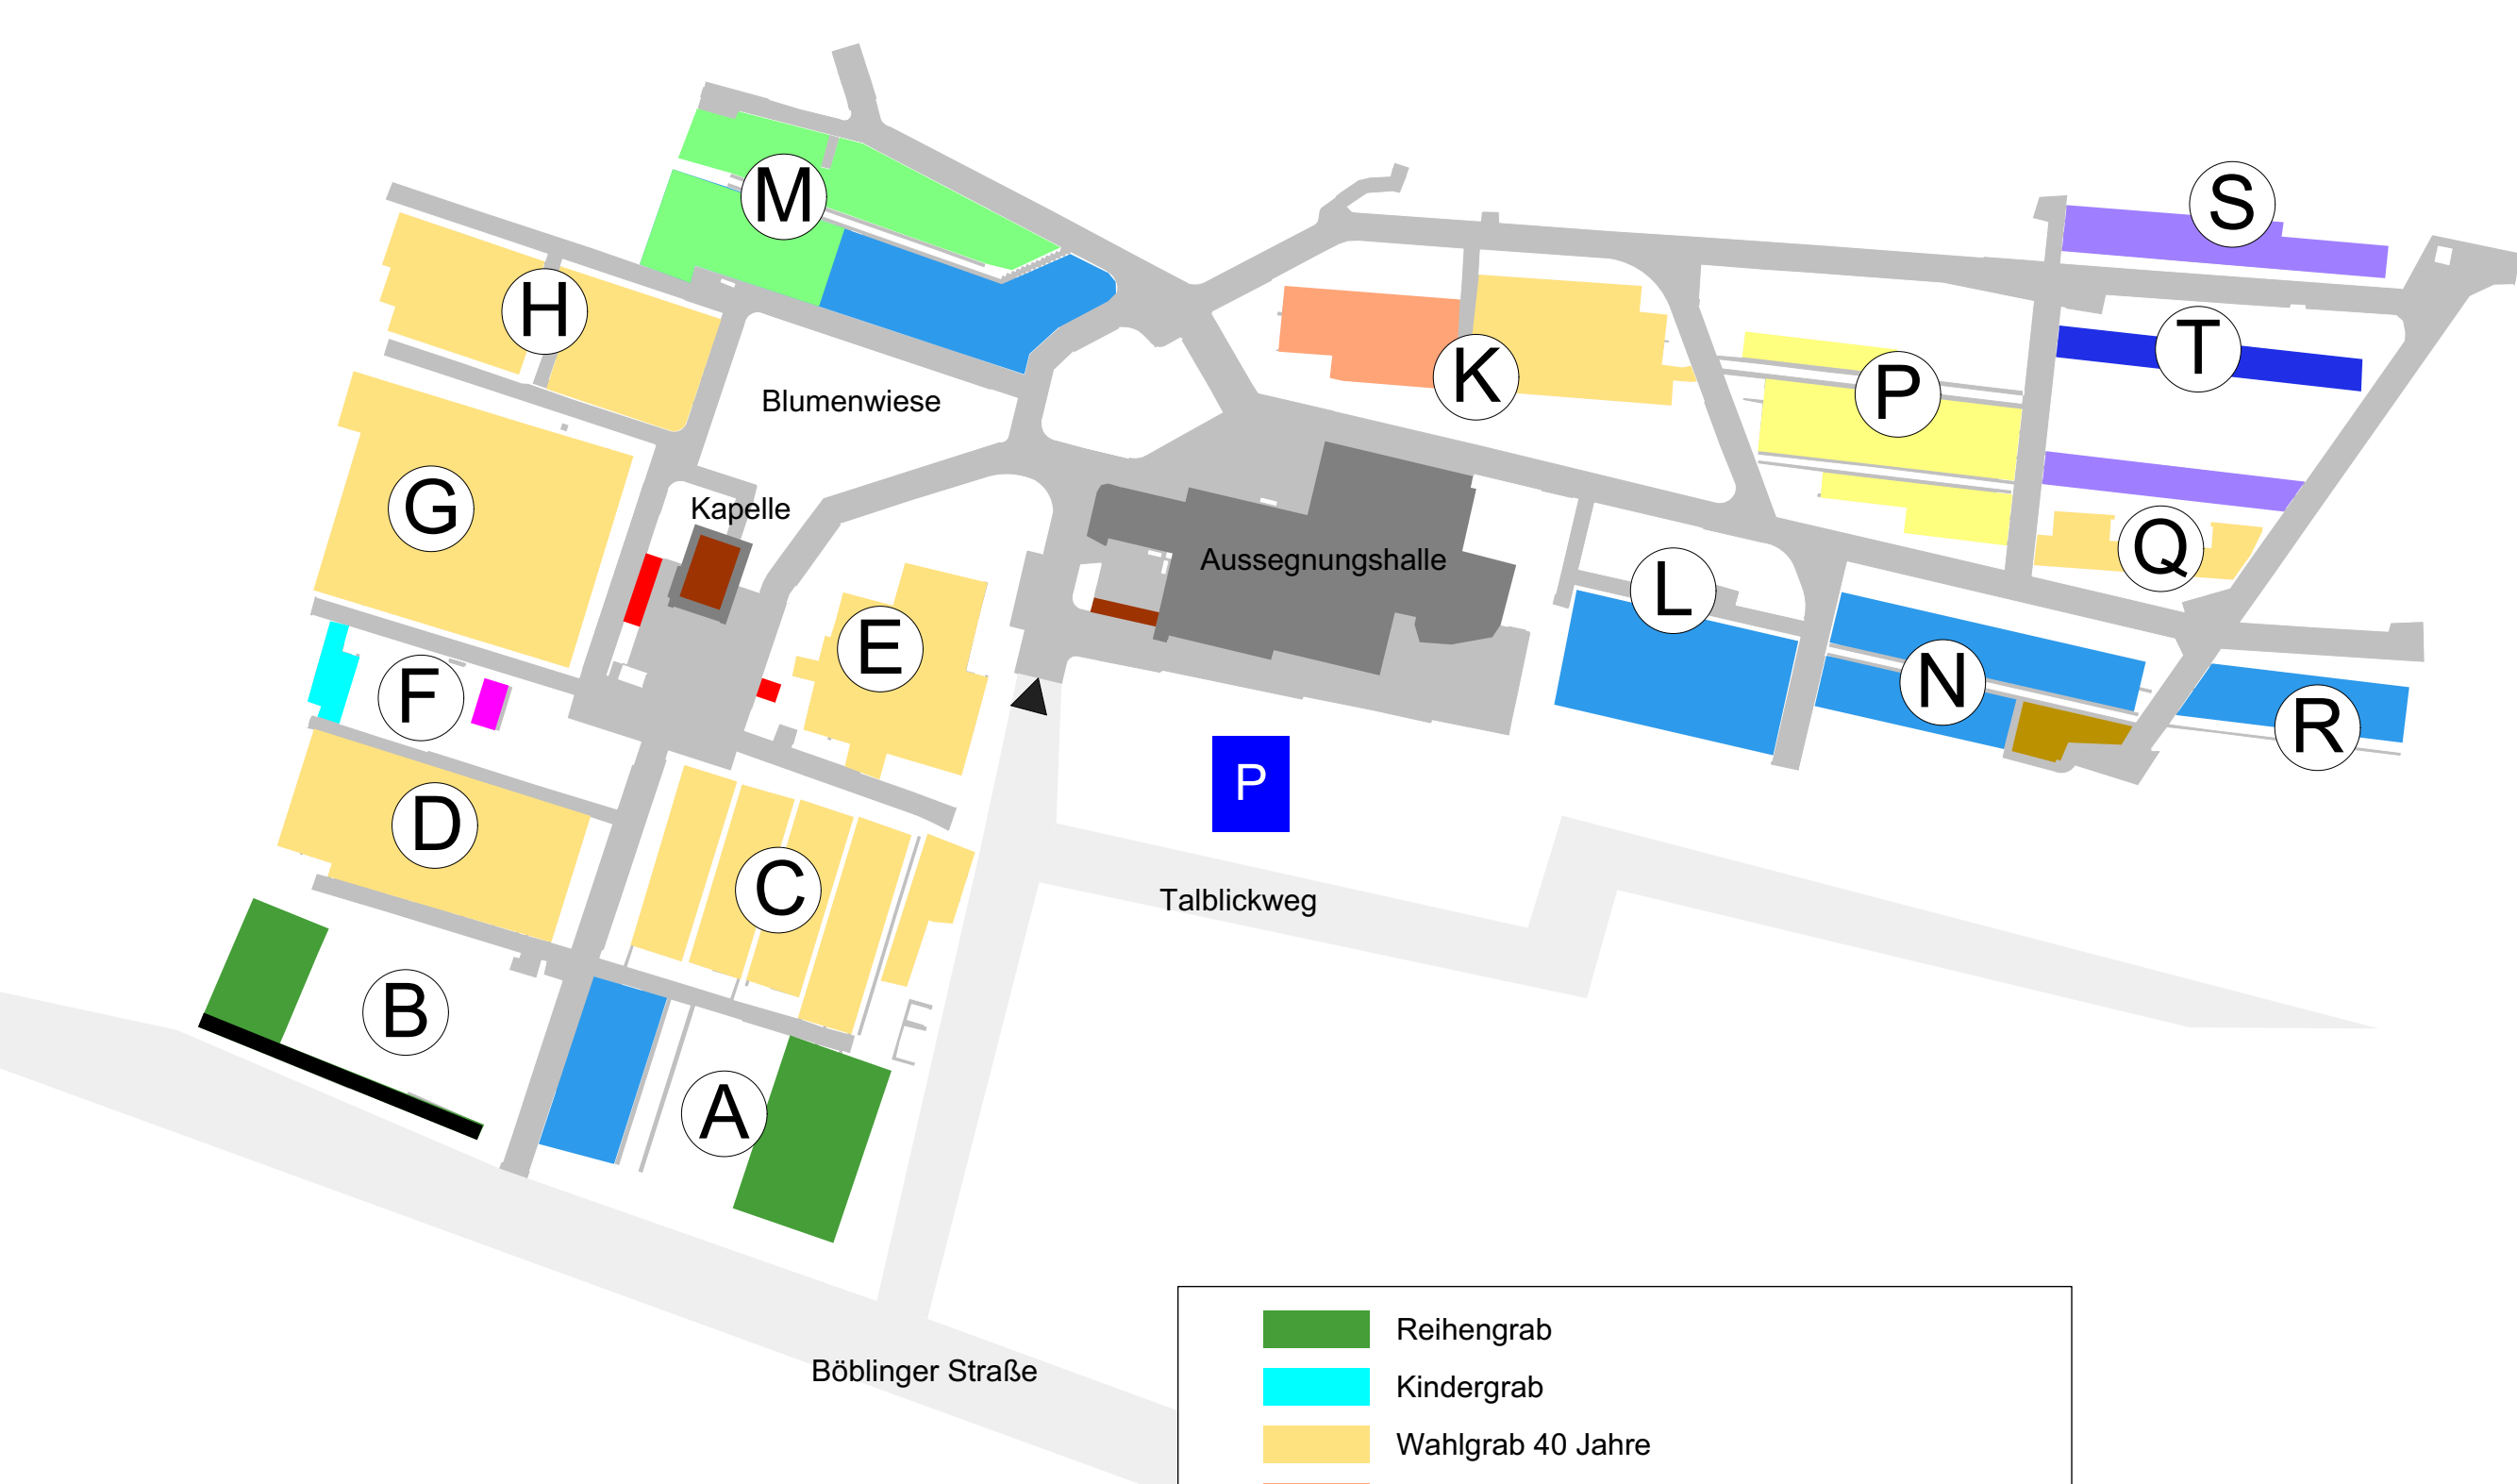 M
S
H
T
K
P
Blumenwiese
G
Kapelle
Q
Aussegnungshalle
L
E
F
N
R
P
D
C
Talblickweg
B
A
Reihengrab
Böblinger Straße
Kindergrab
Wahlgrab 40 Jahre